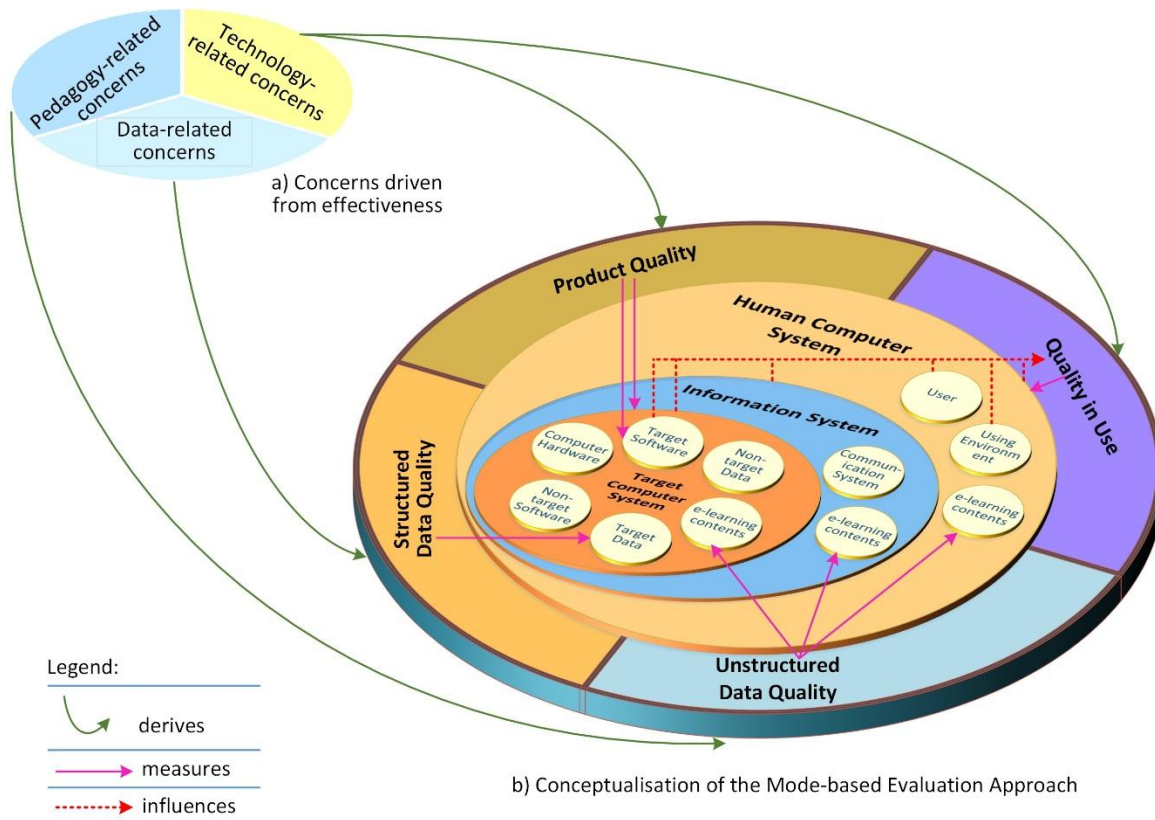 Pedagogy-related
concerns
Technology-
related concerns
Data-related
concerns
a) Concerns driven
from effectiveness
Product Quality
Human Computer
System
Quality in Use
Information System
User
Using
Environm
ent
Computer
Hardware
Target
Software
Non-
target
Data
Commun-
ication
System
Target
Computer
System
Non-
target
Software
Target
Data
e-learning
contents
e-learning
contents
e-learning
contents
Structured
Data Quality
Unstructured
Data Quality
Legend:
derives
measures
influences
b) Conceptualisation of the Mode-based Evaluation Approach